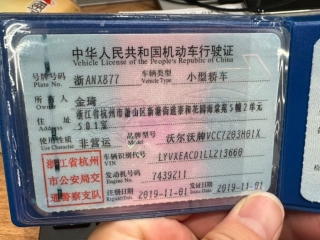 中华人民共和国机动车行驶证
Vehicle License of the People's Republic of China
号牌号码 浙ANX877 车辆类型 小型轿车
Plate No. Vehicle Type
所有人 金琦
Owner
住址 浙江省杭州市萧山区新塘街道
501室
使用性质 非营运 品牌型号 沃尔沃牌VCC7203H01X
Use Character Model
浙江省杭州 车辆识别代号 LYVXEACD1LL213660
VIN
市公安局交 发动机号码 7439211
Engine No.
通警察支队 注册日期 2019-11-01 发证日期 2019-11-01
Register Date Issue Date